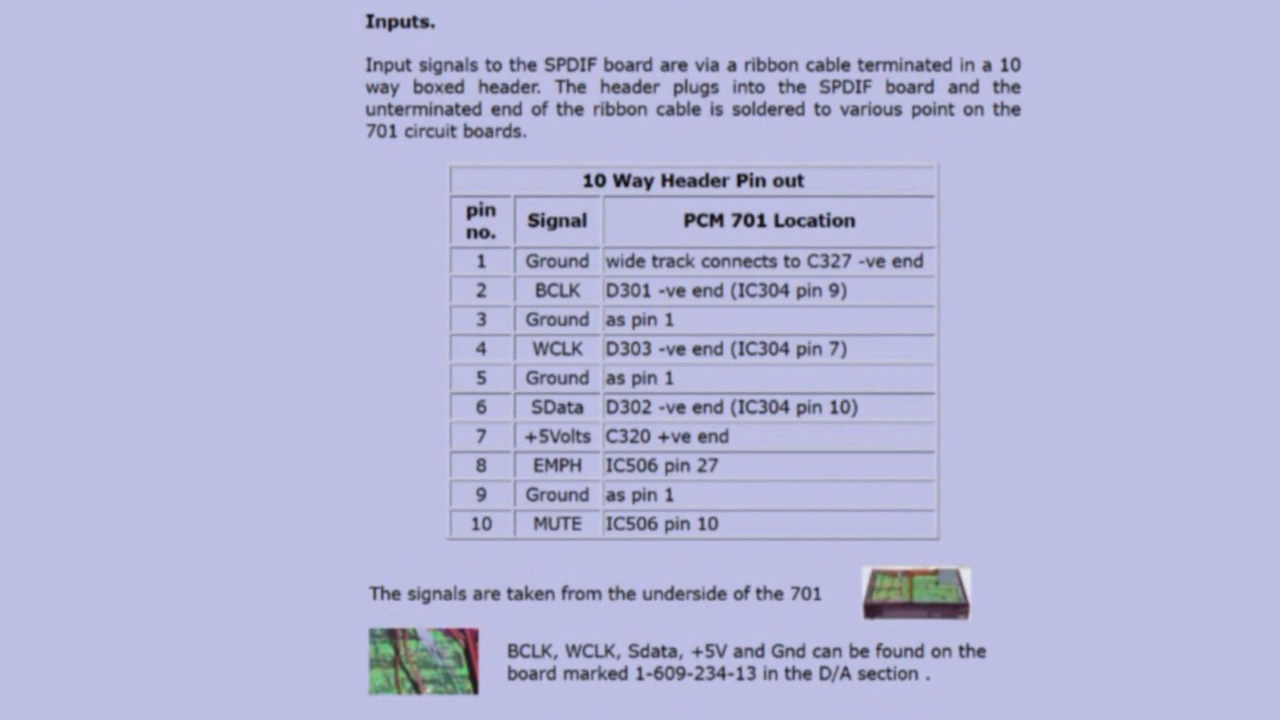 Inputs.
Input signals to the SPDIF board are via a ribbon cable terminated in a 10
way boxed header. The header plugs into the SPDIF board and the
unterminated end of the ribbon cable is soldered to various point on the
701 circuit boards.
10 Way Header Pin out
pin no. Signal PCM 701 Location
1 Ground wide track connects to C327 -ve end
2 BCLK D301 -ve end (IC304 pin 9)
3 Ground as pin 1
4 WCLK D303 -ve end (IC304 pin 7)
5 Ground as pin 1
6 SData D302 -ve end (IC304 pin 10)
7 +5Volts C320 +ve end
8 EMPH IC506 pin 27
9 Ground as pin 1
10 MUTE IC506 pin 10
The signals are taken from the underside of the 701
BCLK, WCLK, Sdata, +5V and Gnd can be found on the
board marked 1-609-234-13 in the D/A section .